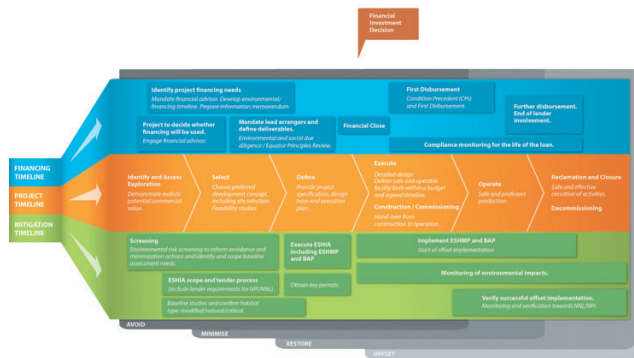 Financial
Investment
Decision
Identify project financing needs
Mandate financial advisor. Develop environmental/
financing timeline. Prepare information memorandum.
First Disbursement
Condition Precedent (CPs)
and First Disbursement.
Further disbursement.
End of lender
involvement.
Project to decide whether
financing will be used.
Engage financial advisor.
Mandate lead arrangers and
define deliverables.
Environmental and social due
diligence / Equator Principles Review.
Financial Close
Compliance monitoring for the life of the loan.
FINANCING
TIMELINE
PROJECT
TIMELINE
MITIGATION
TIMELINE
Identify and Assess
Exploration
Demonstrate realistic
potential commercial
value.
Select
Choose preferred
development concept,
including site selection.
Feasibility studies.
Define
Provide project
specification, design
base and execution
plan.
Execute
Detailed design
Deliver safe and operable
facility both within a budget
and agreed timeline.
Construction / Commissioning
Hand-over from
construction to operation.
Operate
Safe and proficient
production.
Reclamation and Closure
Safe and effective
cessation of activities.
Decommissioning
Screening
Environmental risk screening to inform avoidance and
minimization actions and identify and scope baseline
assessment needs.
Execute ESHIA
including ESHMP
and BAP
Implement ESHMP and BAP
Start of offset implementation
ESHIA scope and tender process
(include tender requirements for NPI/NNL).
Obtain key permits.
Monitoring of environmental impacts.
Baseline studies and confirm habitat
type: modified/natural/critical.
Verify successful offset implementation.
Monitoring and verification towards NNL/NPI.
AVOID
MINIMISE
RESTORE
OFFSET